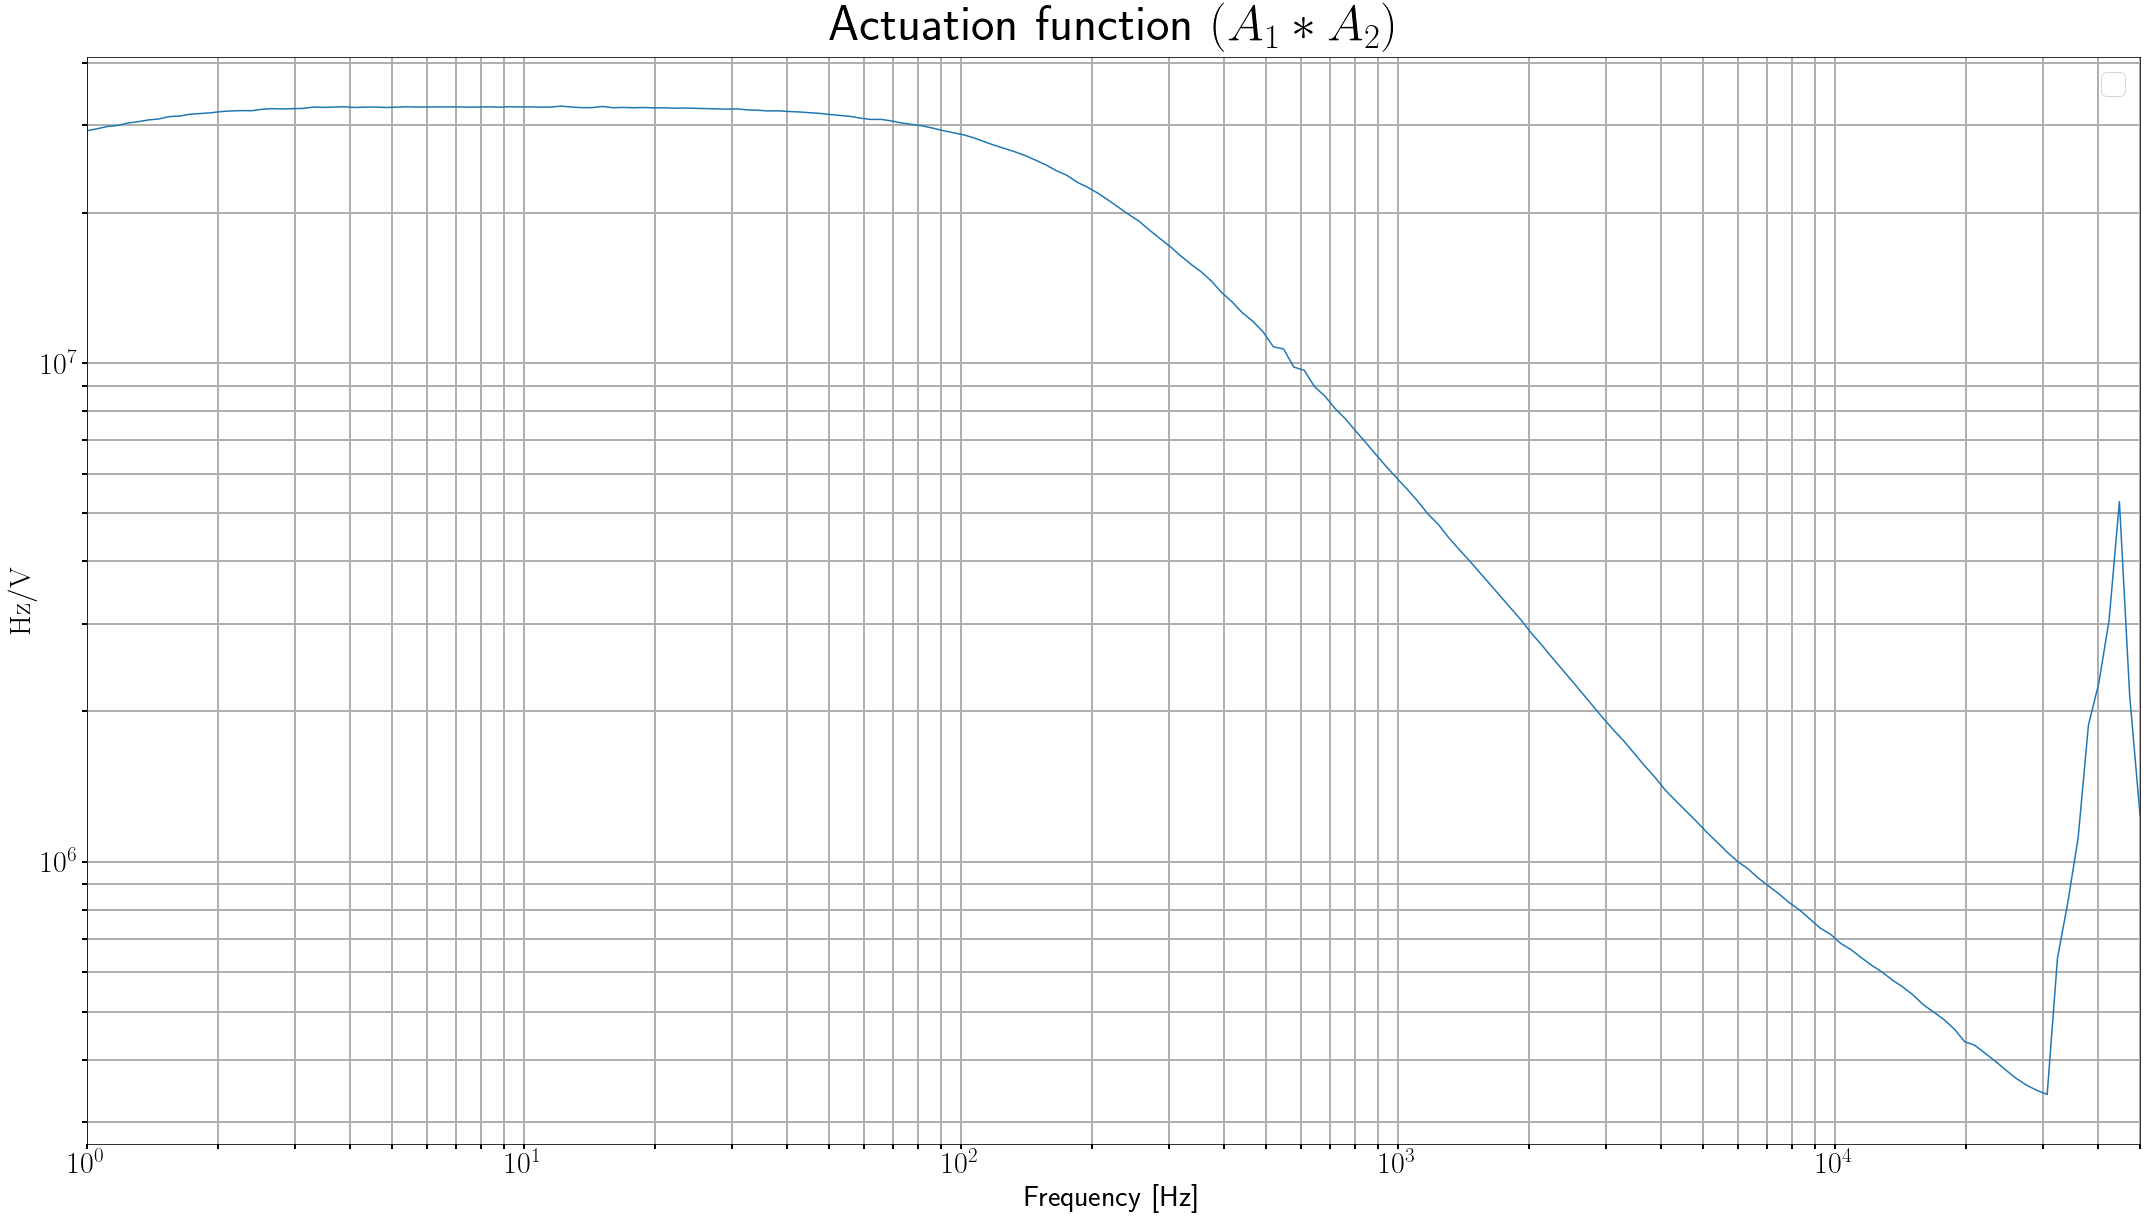 Actuation function (A₁ * A₂)
Hz/V
10⁷
10⁶
10⁰ 10¹ 10² 10³ 10⁴
Frequency [Hz]